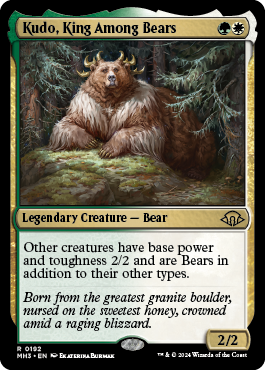 Kudo, King Among Bears
Legendary Creature — Bear
Other creatures have base power
and toughness 2/2 and are Bears in
addition to their other types.
Born from the greatest granite boulder,
nursed on the sweetest honey, crowned
amid a raging blizzard.
2/2
R 0192
MH3 • EN Ekaterina Burmak
™ & © 2024 Wizards of the Coast